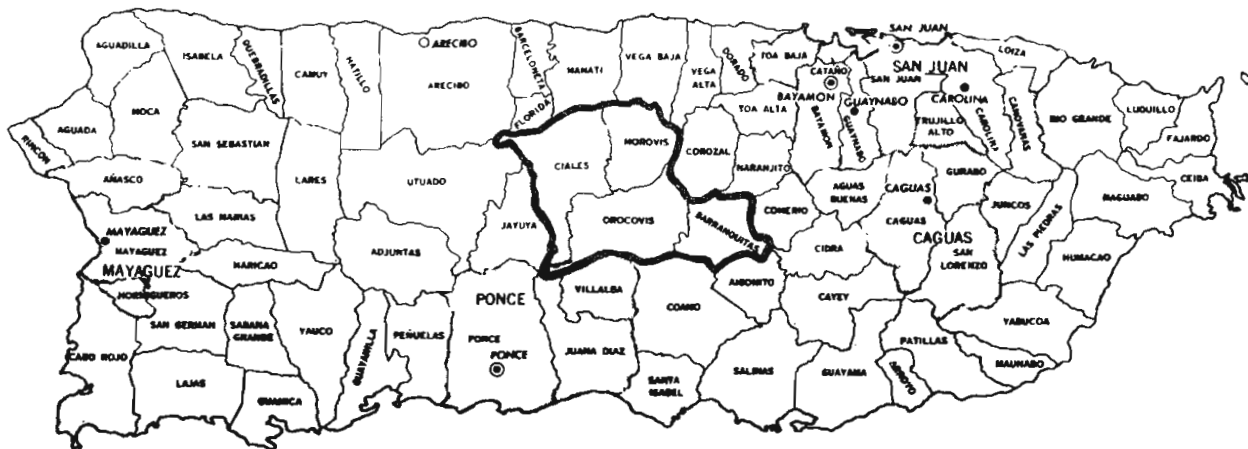 AGUADILLA
ISABELA
QUEBRADILLAS
CAMUY
HATILLO
ARECIBO
ARECIBO
BARCELONETA
FLORIDA
MANATI
VEGA BAJA
VEGA ALTA
DORADO
TOA BAJA
TOA ALTA
CATAÑO
BAYAMON
BAYAMON
SAN JUAN
SAN JUAN
SAN JUAN
GUAYNABO
GUAYNABO
CAROLINA
CAROLINA
TRUJILLO ALTO
LOIZA
CANOVANAS
RIO GRANDE
LUQUILLO
FAJARDO
CEIBA
RINCON
AGUADA
MOCA
SAN SEBASTIAN
AÑASCO
LARES
UTUADO
CIALES
MOROVIS
COROZAL
NARANJITO
LAS MARIAS
MAYAGUEZ
MAYAGUEZ
MAYAGUEZ
MARICAO
ADJUNTAS
JAYUYA
OROCOVIS
BARRANQUITAS
COMERIO
AGUAS BUENAS
CIDRA
CAGUAS
CAGUAS
CAGUAS
GURABO
SAN LORENZO
JUNCOS
LAS PIEDRAS
NAGUABO
HUMACAO
HORMIGUEROS
CABO ROJO
SAN GERMAN
SABANA GRANDE
LAJAS
YAUCO
GUANICA
GUAYANILLA
PEÑUELAS
PONCE
PONCE
PONCE
VILLALBA
JUANA DIAZ
COAMO
SANTA ISABEL
AIBONITO
SALINAS
CAYEY
GUAYAMA
ARROYO
PATILLAS
YABUCOA
MAUNABO